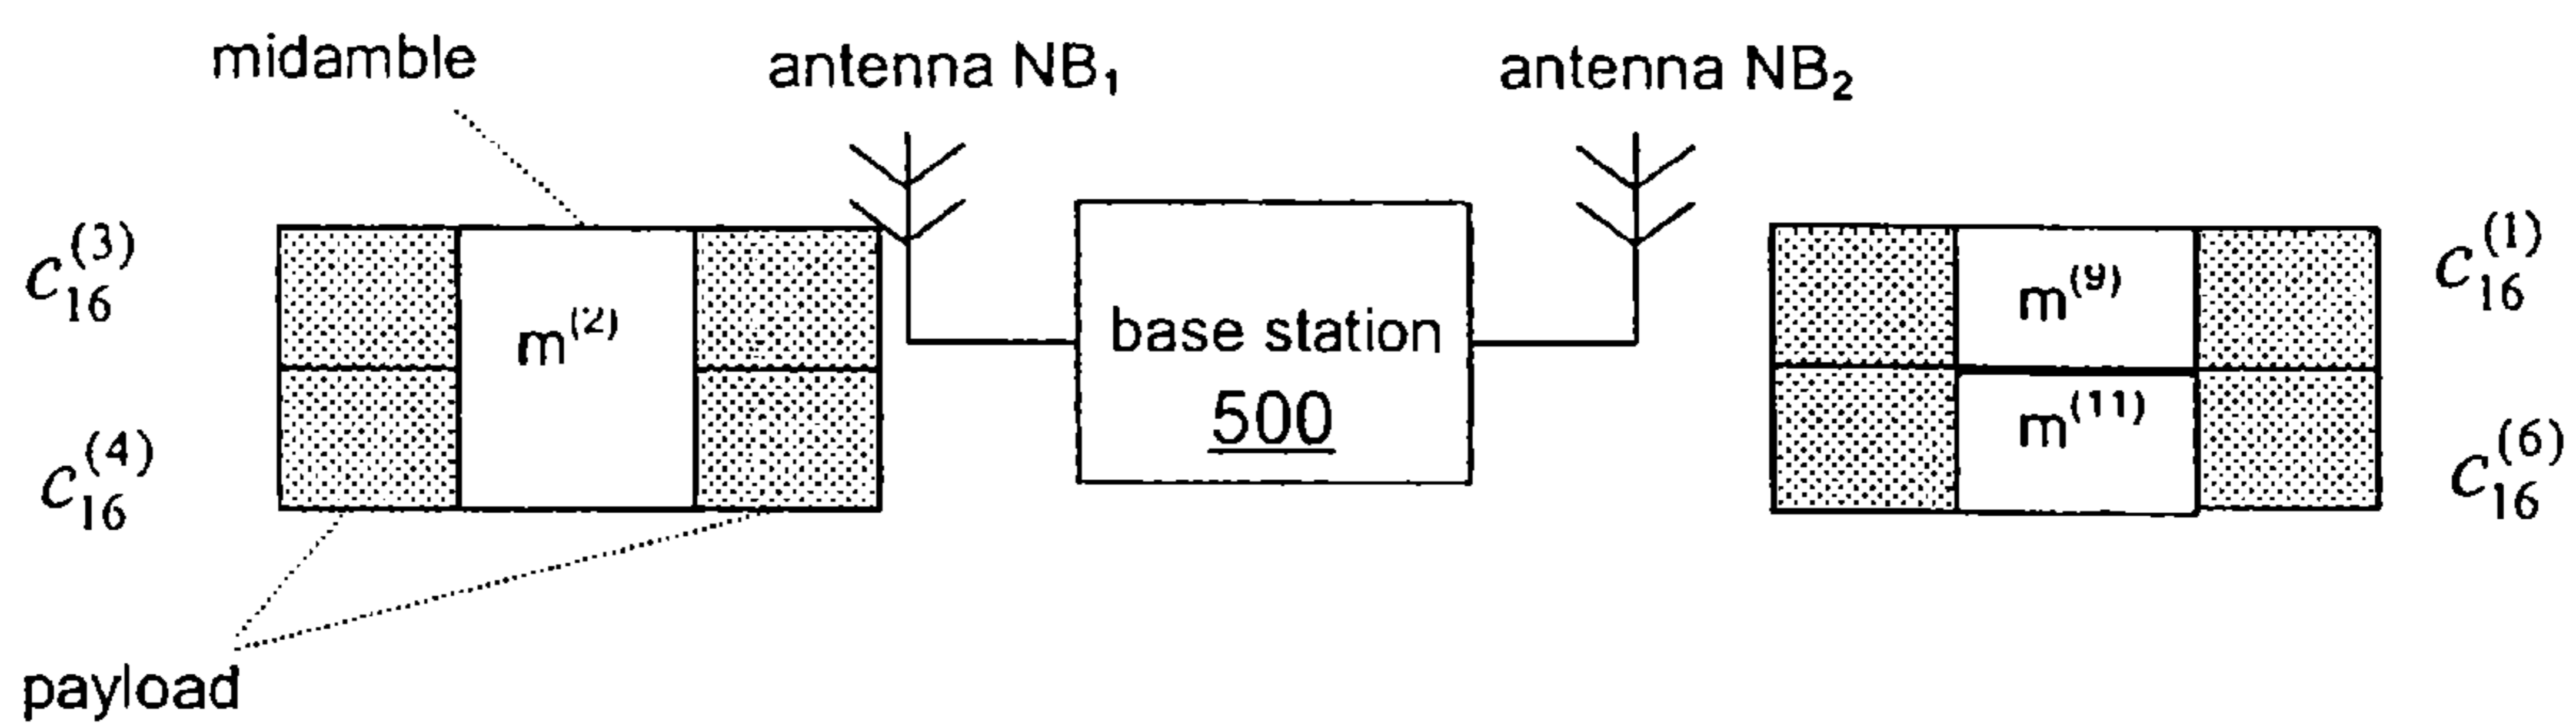 midamble
antenna NB₁
antenna NB₂
c₁₆⁽³⁾
m⁽²⁾
c₁₆⁽⁴⁾
base station
500
m⁽⁹⁾
c₁₆⁽¹⁾
m⁽¹¹⁾
c₁₆⁽⁶⁾
payload